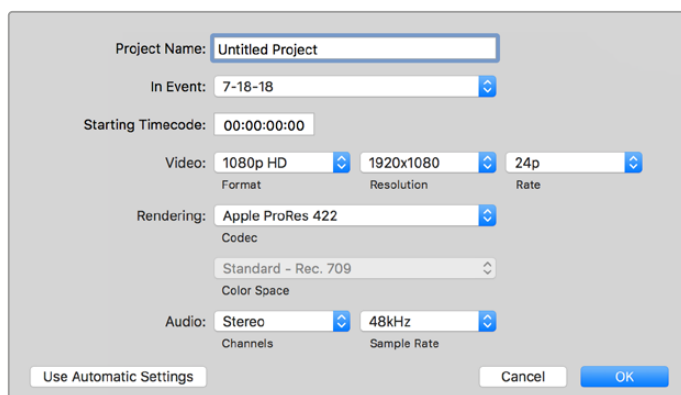 Project Name: Untitled Project
In Event: 7-18-18
Starting Timecode: 00:00:00:00
Video: 1080p HD 1920x1080 24p
Format Resolution Rate
Rendering: Apple ProRes 422
Codec
Standard - Rec. 709
Color Space
Audio: Stereo 48kHz
Channels Sample Rate
Use Automatic Settings Cancel OK